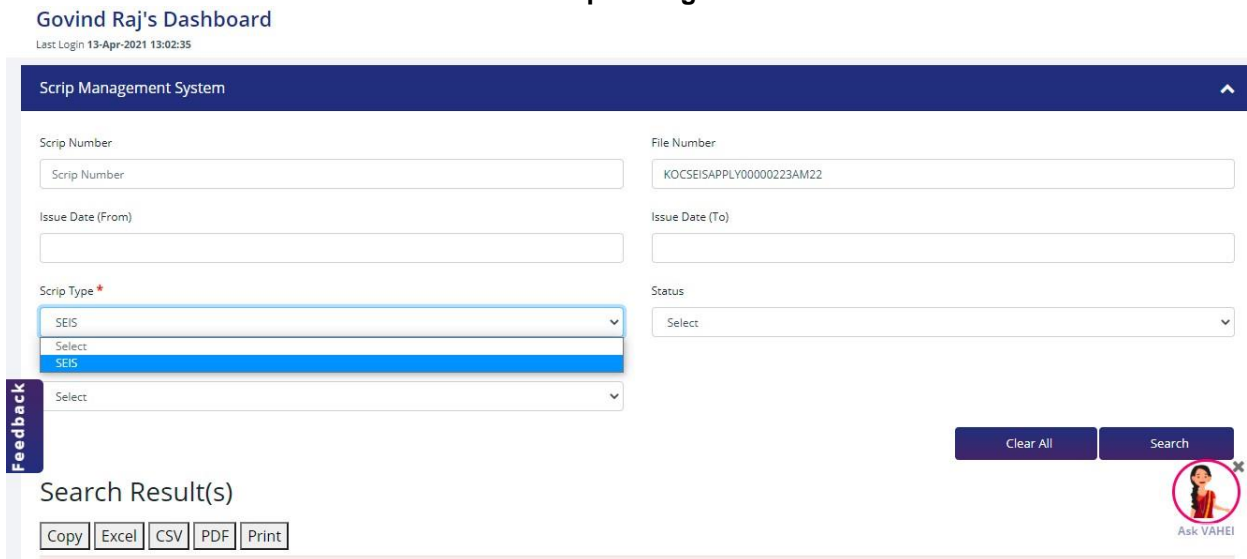 Govind Raj's Dashboard
Last Login 13-Apr-2021 13:02:35
Scrip Management System
Scrip Number
File Number
Scrip Number
KOCSEISAPPLY00000223AM22
Issue Date (From)
Issue Date (To)
Scrip Type *
Status
SEIS
Select
Select
SEIS
Select
Feedback
Clear All
Search
Search Result(s)
Copy Excel CSV PDF Print
Ask VAHEI